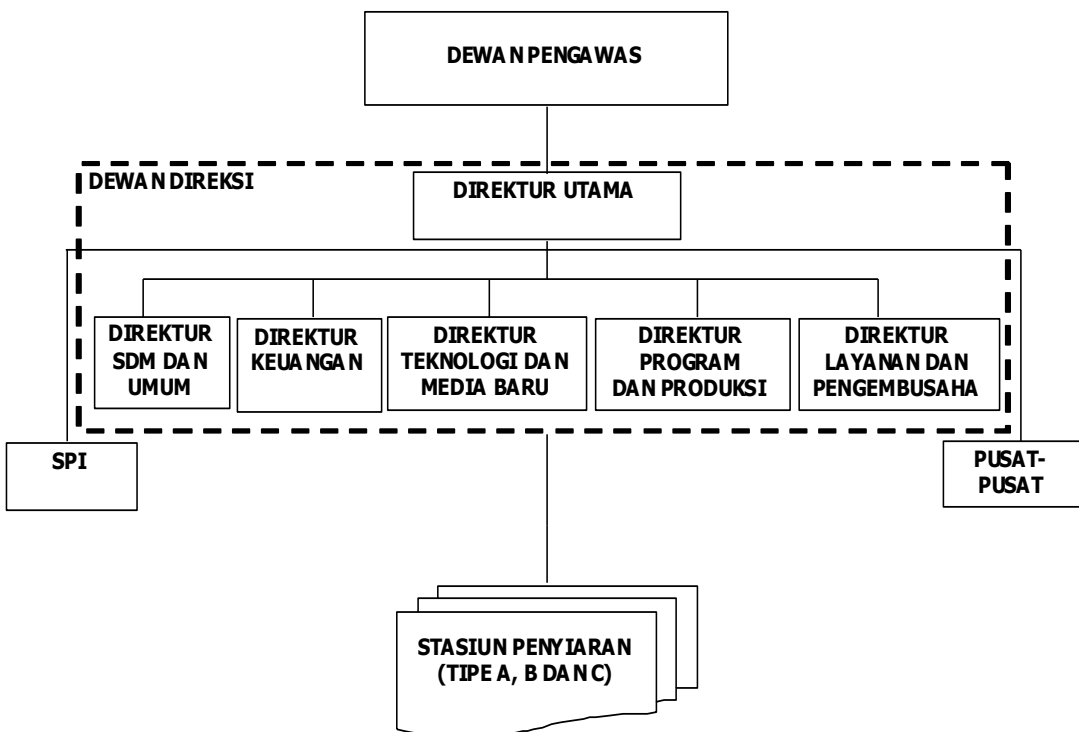 DEWAN PENGAWAS
DEWAN DIREKSI
DIREKTUR UTAMA
DIREKTUR
SDM DAN
UMUM
DIREKTUR
KEUANGAN
DIREKTUR
TEKNOLOGI DAN
MEDIA BARU
DIREKTUR
PROGRAM
DAN PRODUKSI
DIREKTUR
LAYANAN DAN
PENGEMBUSAHA
SPI
PUSAT-
PUSAT
STASIUN PENYIARAN
(TIPE A, B DAN C)